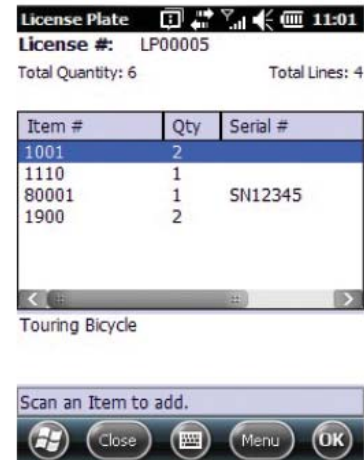 License Plate 11:01
License #: LP00005
Total Quantity: 6 Total Lines: 4
Item # Qty Serial #
1001 2
1110 1
80001 1 SN12345
1900 2
Touring Bicycle
Scan an Item to add.
Close Menu OK